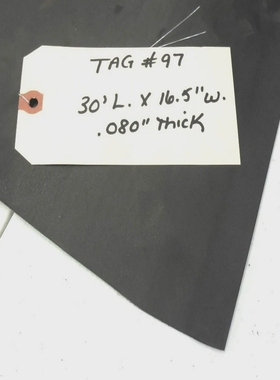 TAG #97
30' L. X 16.5" W.
.080" Thick